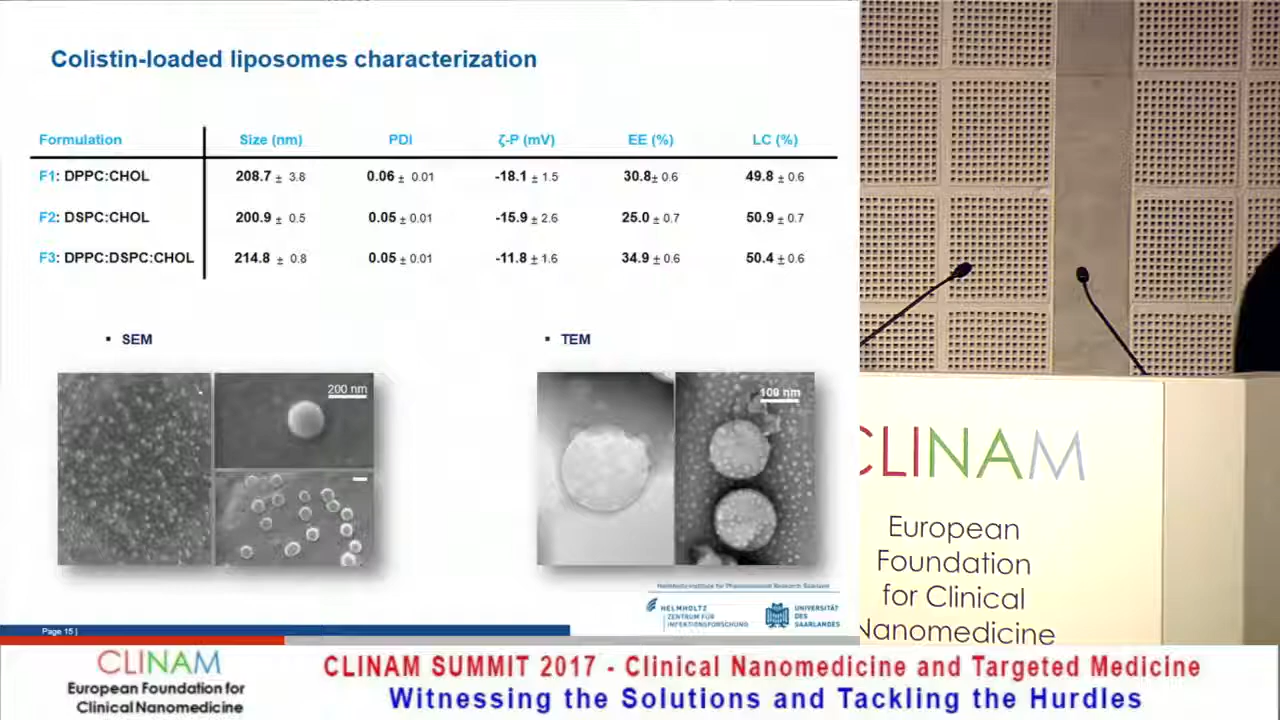 Colistin-loaded liposomes characterization
Formulation Size (nm) PDI ζ-P (mV) EE (%) LC (%)
F1: DPPC:CHOL 208.7 ± 3.8 0.06 ± 0.01 -18.1 ± 1.5 30.8± 0.6 49.8 ± 0.6
F2: DSPC:CHOL 200.9 ± 0.5 0.05 ± 0.01 -15.9 ± 2.6 25.0 ± 0.7 50.9 ± 0.7
F3: DPPC:DSPC:CHOL 214.8 ± 0.8 0.05 ± 0.01 -11.8 ± 1.6 34.9 ± 0.6 50.4 ± 0.6
▪ SEM
▪ TEM
200 nm
100 nm
Helmholtz-Institute for Pharmaceutical Research Saarland
HELMHOLTZ
ZENTRUM FÜR
INFEKTIONSFORSCHUNG
UNIVERSITÄT
DES
SAARLANDES
Page 15 |
CLINAM
European
Foundation
for Clinical
Nanomedicine
CLINAM
European Foundation for
Clinical Nanomedicine
CLINAM SUMMIT 2017 - Clinical Nanomedicine and Targeted Medicine
Witnessing the Solutions and Tackling the Hurdles